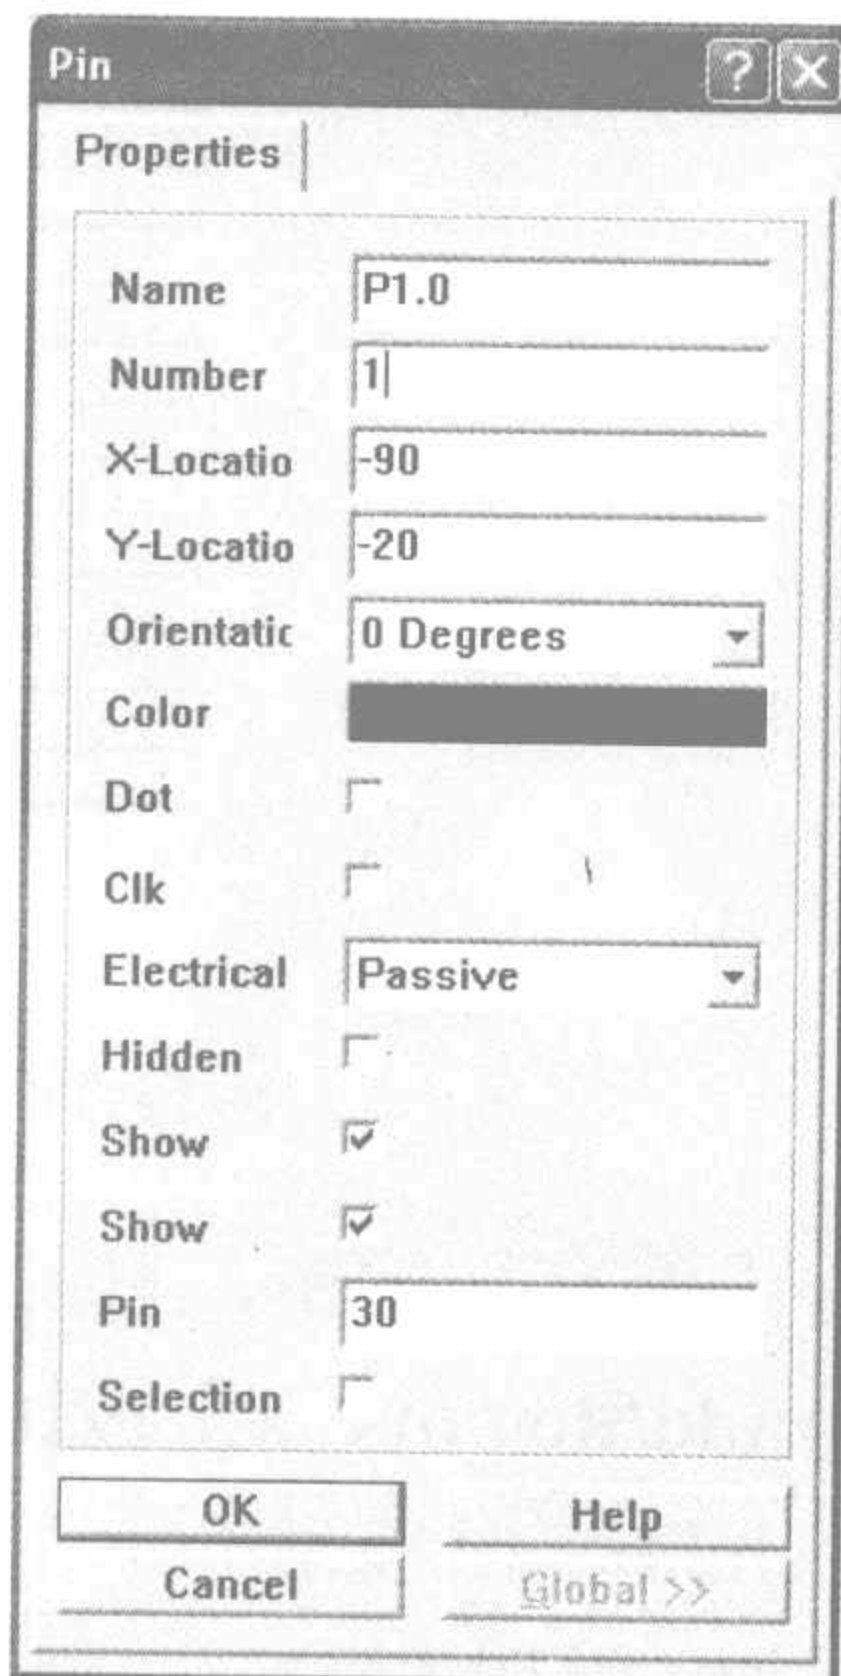 Pin
Properties
Name P1.0
Number 1
X-Locatio -90
Y-Locatio -20
Orientatic 0 Degrees
Color
Dot
Clk
Electrical Passive
Hidden
Show
Show
Pin 30
Selection
OK Help
Cancel Global >>